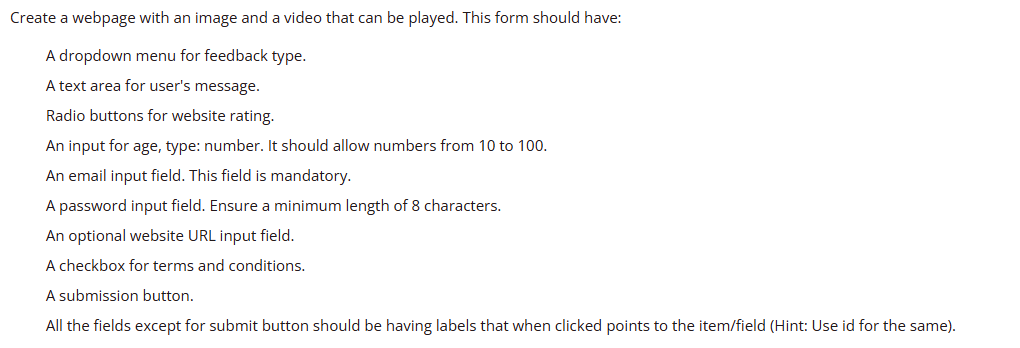 Create a webpage with an image and a video that can be played. This form should have:
A dropdown menu for feedback type.
A text area for user's message.
Radio buttons for website rating.
An input for age, type: number. It should allow numbers from 10 to 100.
An email input field. This field is mandatory.
A password input field. Ensure a minimum length of 8 characters.
An optional website URL input field.
A checkbox for terms and conditions.
A submission button.
All the fields except for submit button should be having labels that when clicked points to the item/field (Hint: Use id for the same).